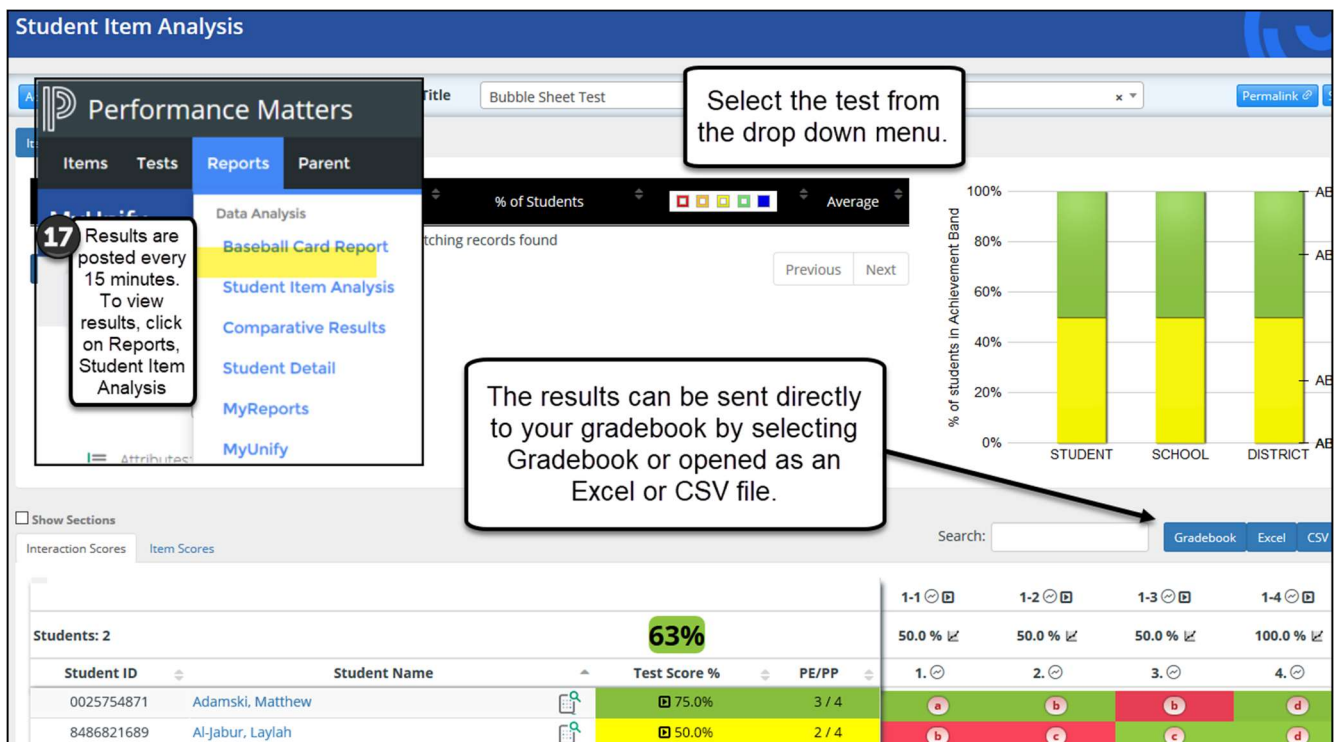 Student Item Analysis
Title
Bubble Sheet Test
x
Permalink
Select the test from
the drop down menu.
Performance Matters
Items Tests Reports Parent
Data Analysis
Baseball Card Report
Student Item Analysis
Comparative Results
Student Detail
MyReports
MyUnify
17
Results are
posted every
15 minutes.
To view
results, click
on Reports,
Student Item
Analysis
Attributes:
% of Students Average
tching records found
Previous Next
% of students in Achievement Band
100%
80%
60%
40%
20%
0%
STUDENT SCHOOL DISTRICT
AB
AB
AB
AB
The results can be sent directly
to your gradebook by selecting
Gradebook or opened as an
Excel or CSV file.
Show Sections
Interaction Scores Item Scores
Search:
Gradebook Excel CSV
1-1 1-2 1-3 1-4
Students: 2 63% 50.0 % 50.0 % 50.0 % 100.0 %
Student ID Student Name Test Score % PE/PP 1. 2. 3. 4.
0025754871 Adamski, Matthew 75.0% 3 / 4 a b b d
8486821689 Al-Jabur, Laylah 50.0% 2 / 4 b c c d